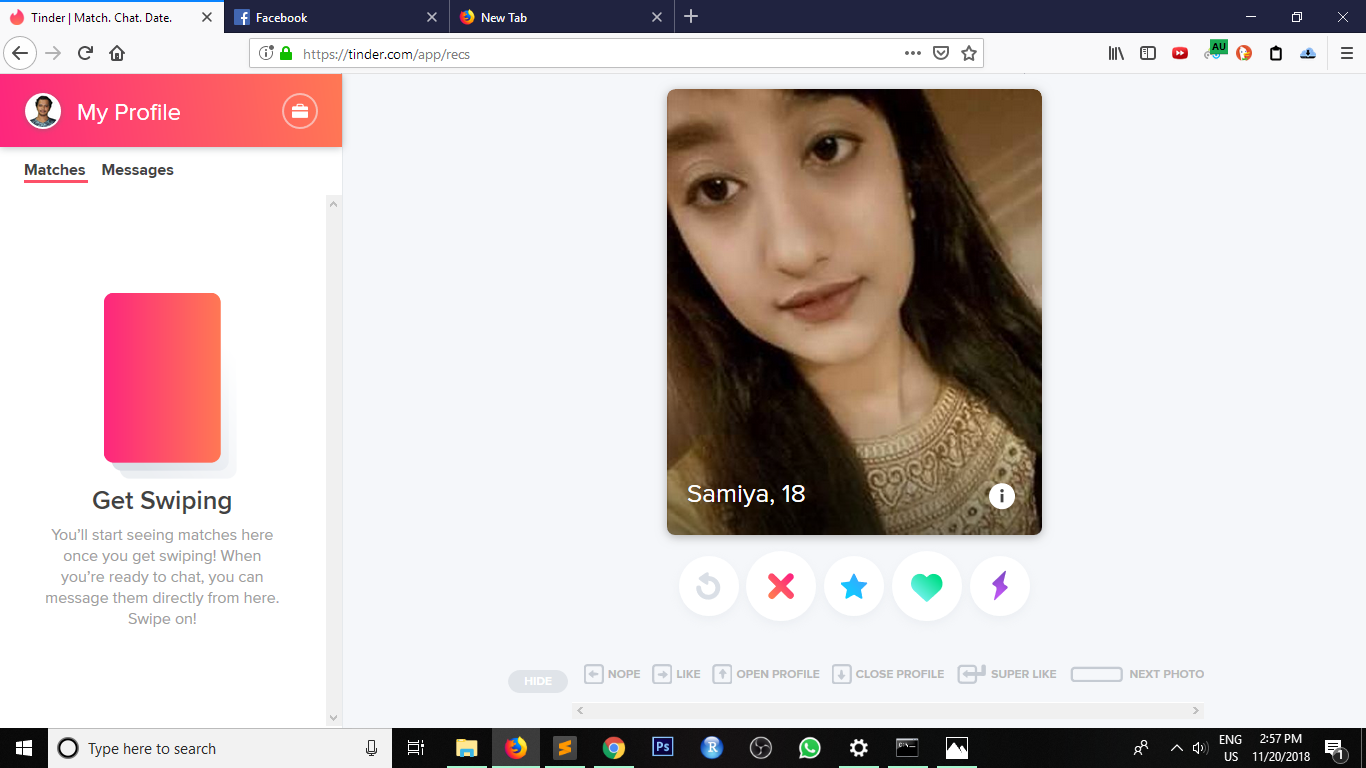 Tinder | Match. Chat. Date.
Facebook
New Tab
https://tinder.com/app/recs
AU
My Profile
Matches Messages
Get Swiping
You'll start seeing matches here
once you get swiping! When
you're ready to chat, you can
message them directly from here.
Swipe on!
Samiya, 18
HIDE
NOPE
LIKE
OPEN PROFILE
CLOSE PROFILE
SUPER LIKE
NEXT PHOTO
Type here to search
Ps
R
ENG
US
2:57 PM
11/20/2018
1